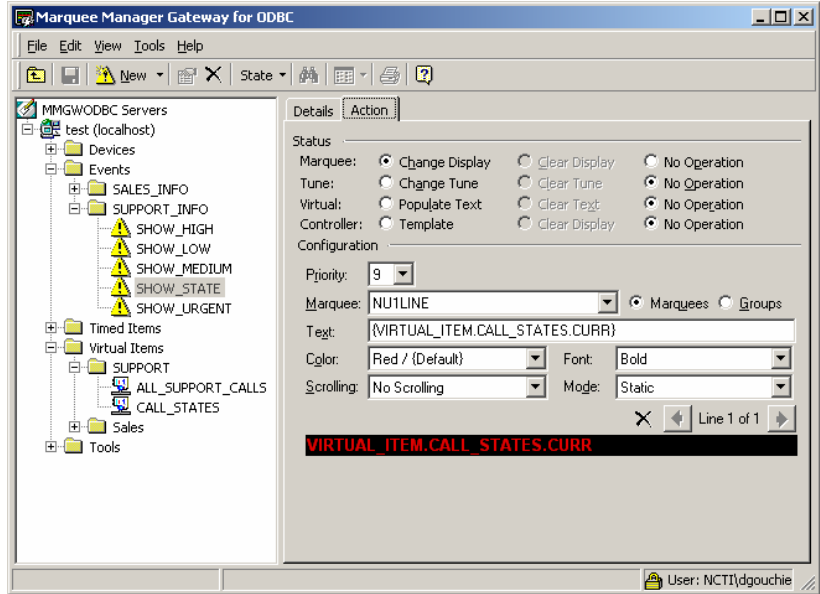 Marquee Manager Gateway for ODBC
File Edit View Tools Help
New State
MMGWODBC Servers
test (localhost)
Devices
Events
SALES_INFO
SUPPORT_INFO
SHOW_HIGH
SHOW_LOW
SHOW_MEDIUM
SHOW_STATE
SHOW_URGENT
Timed Items
Virtual Items
SUPPORT
ALL_SUPPORT_CALLS
CALL_STATES
Sales
Tools
Details Action
Status
Marquee: Change Display Clear Display No Operation
Tune: Change Tune Clear Tune No Operation
Virtual: Populate Text Clear Text No Operation
Controller: Template Clear Display No Operation
Configuration
Priority: 9
Marquee: NU1LINE Marquees Groups
Text: {VIRTUAL_ITEM.CALL_STATES.CURR}
Color: Red / {Default} Font: Bold
Scrolling: No Scrolling Mode: Static
Line 1 of 1
VIRTUAL_ITEM.CALL_STATES.CURR
User: NCTI\dgouchie